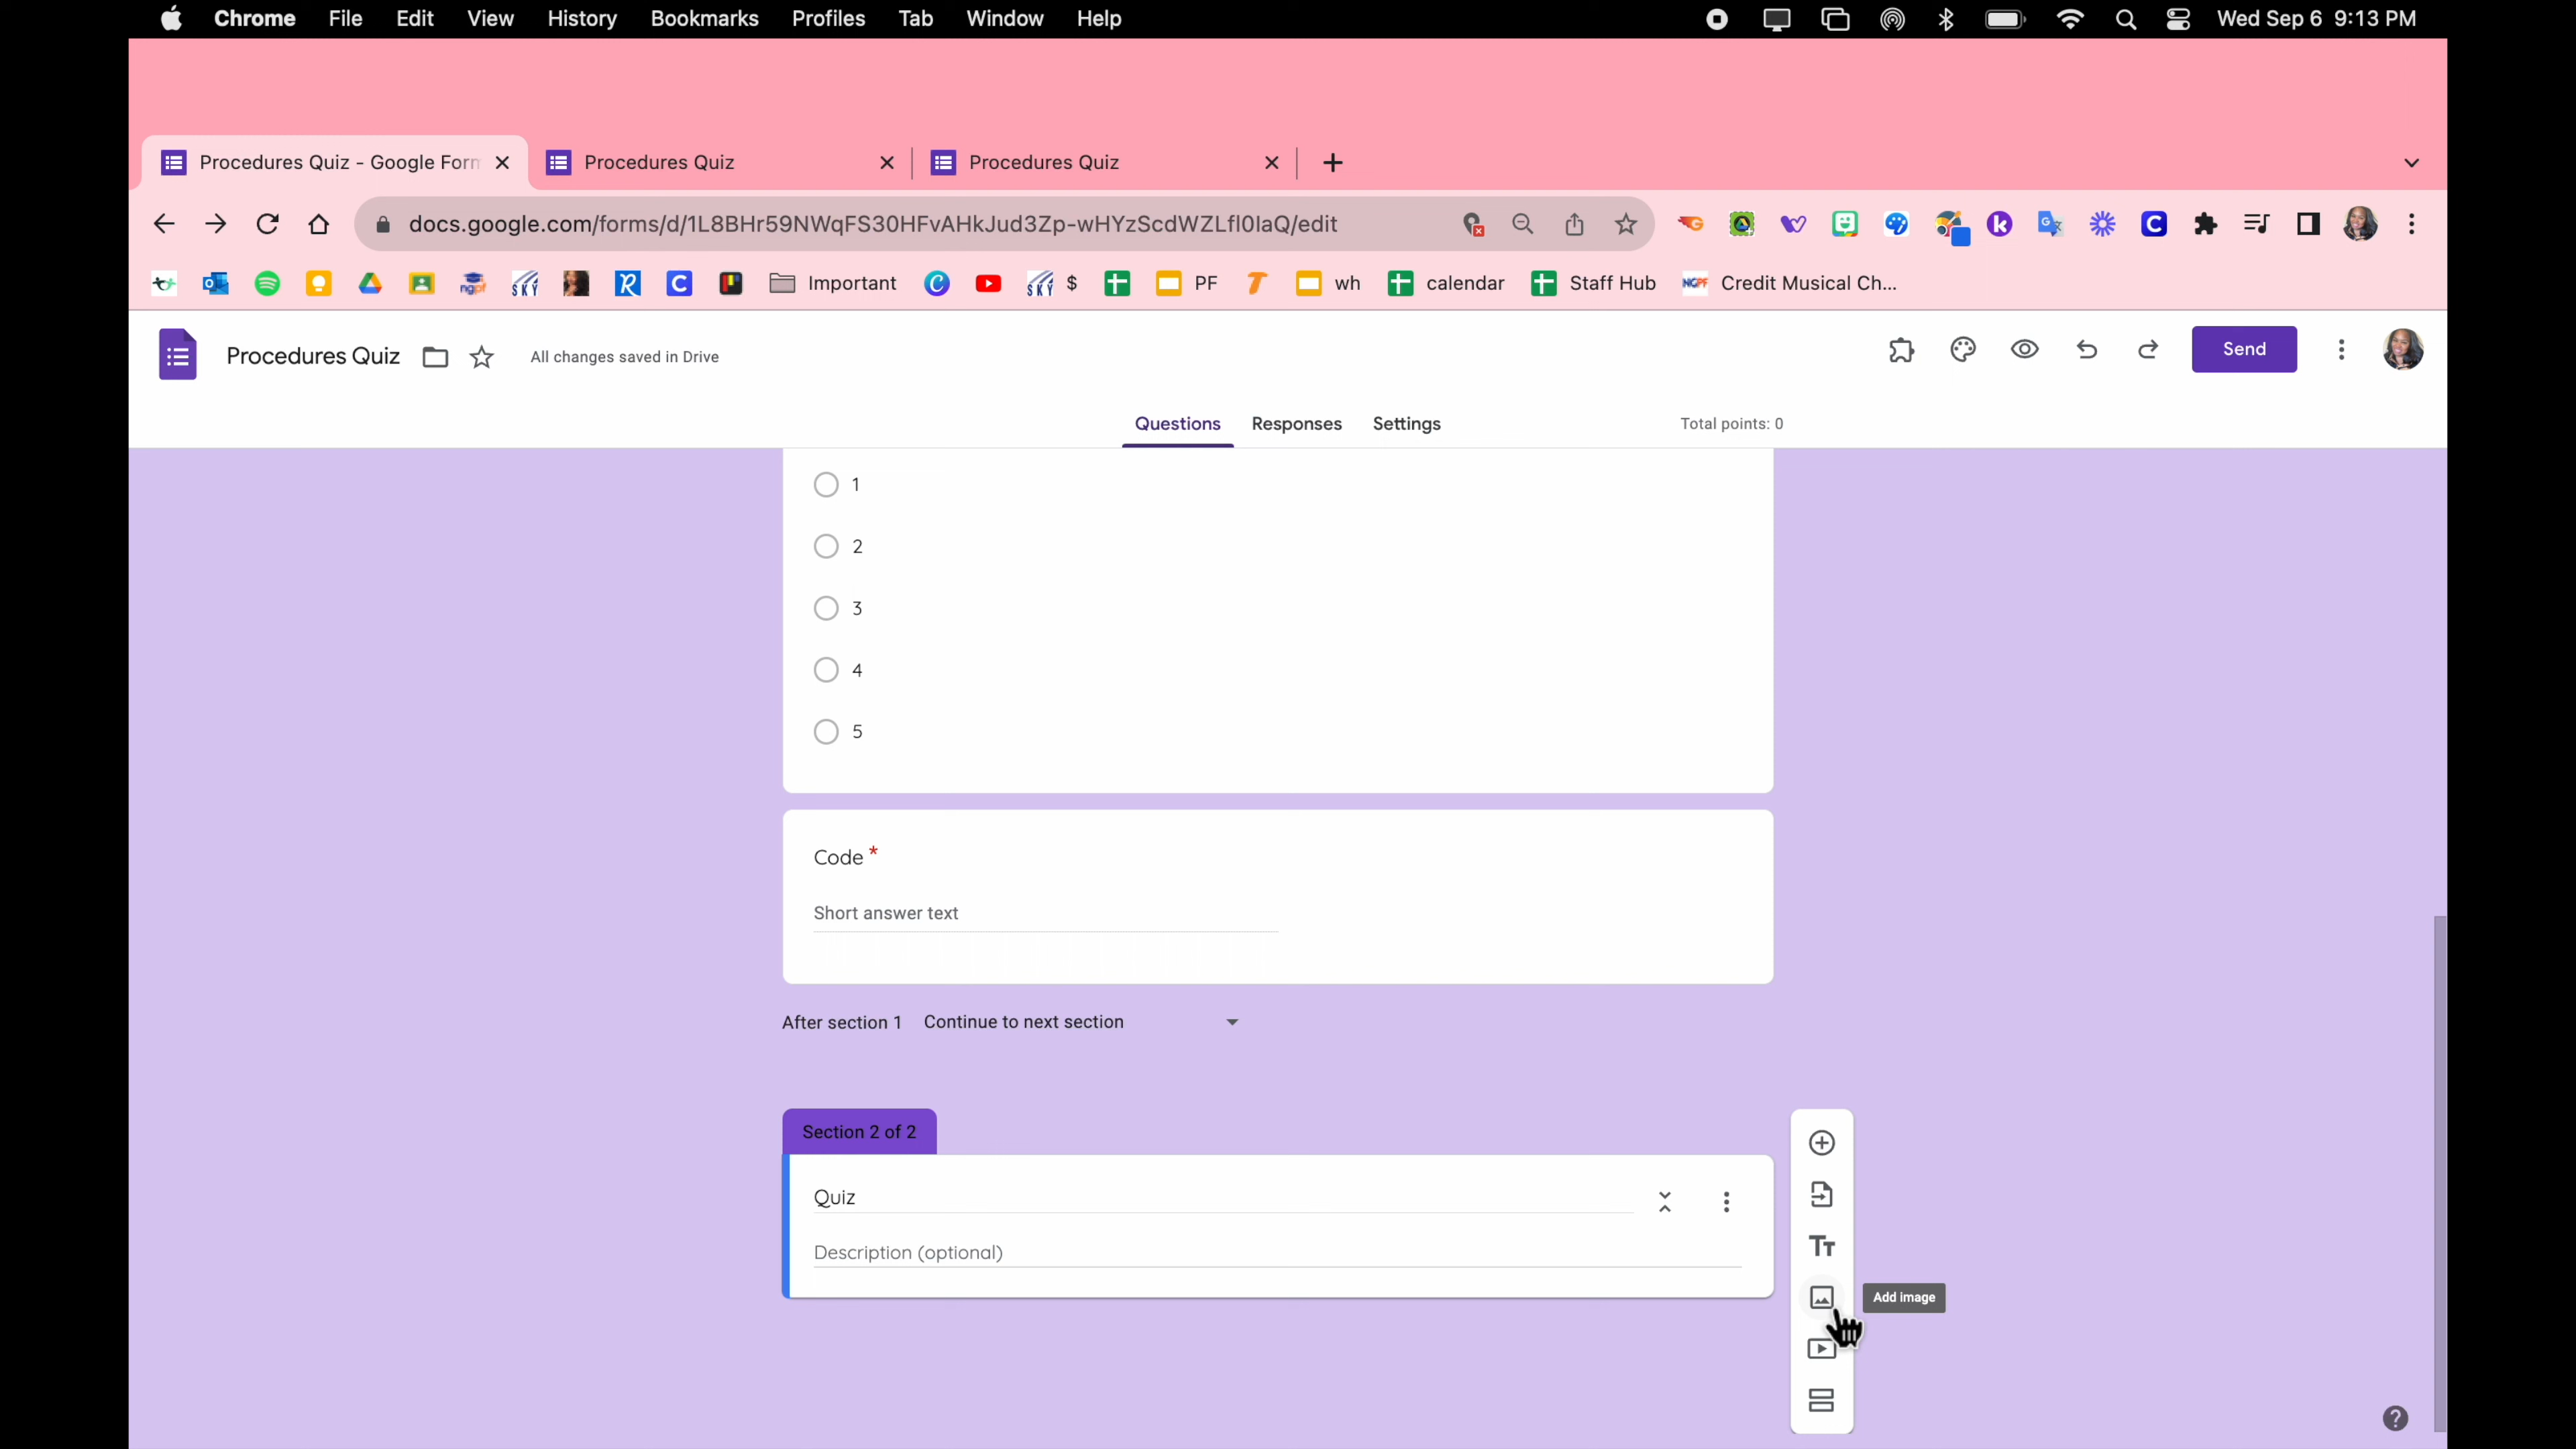 Chrome File Edit View History Bookmarks Profiles Tab Window Help Wed Sep 6 9:13 PM
Procedures Quiz - Google Form Procedures Quiz Procedures Quiz
docs.google.com/forms/d/1L8BHr59NWqFS30HFvAHkJud3Zp-wHYzScdWZLfl0IaQ/edit
Important $ PF wh calendar Staff Hub Credit Musical Ch...
Procedures Quiz All changes saved in Drive Send
Questions Responses Settings Total points: 0
1
2
3
4
5
Code *
Short answer text
After section 1 Continue to next section
Section 2 of 2
Quiz
Description (optional)
Add image